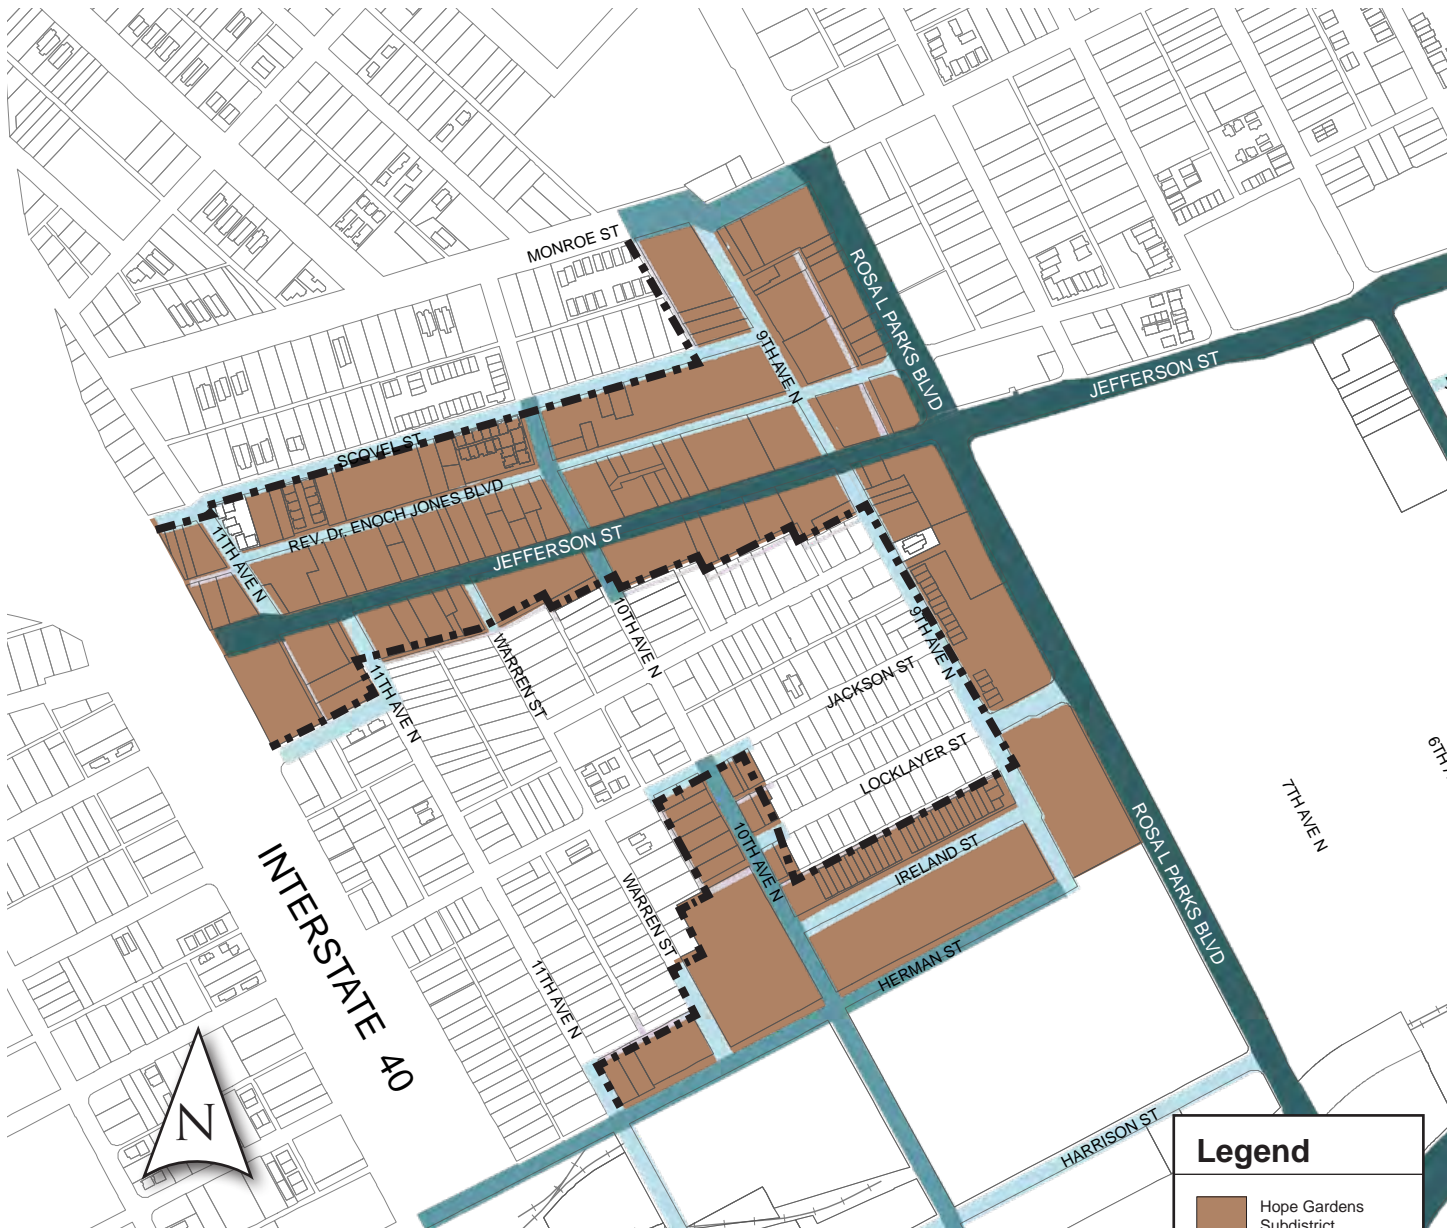 MONROE ST
ROSA L PARKS BLVD
9TH AVE N
JEFFERSON ST
SCOVEL ST
REV. Dr. ENOCH JONES BLVD
11TH AVE N
JEFFERSON ST
10TH AVE N
9TH AVE N
WARREN ST
11TH AVE N
JACKSON ST
LOCKLAYER ST
6TH
7TH AVE N
ROSA L PARKS BLVD
10TH AVE N
IRELAND ST
INTERSTATE 40
WARREN ST
HERMAN ST
11TH AVE N
N
HARRISON ST
Legend
Hope Gardens
Subdistrict